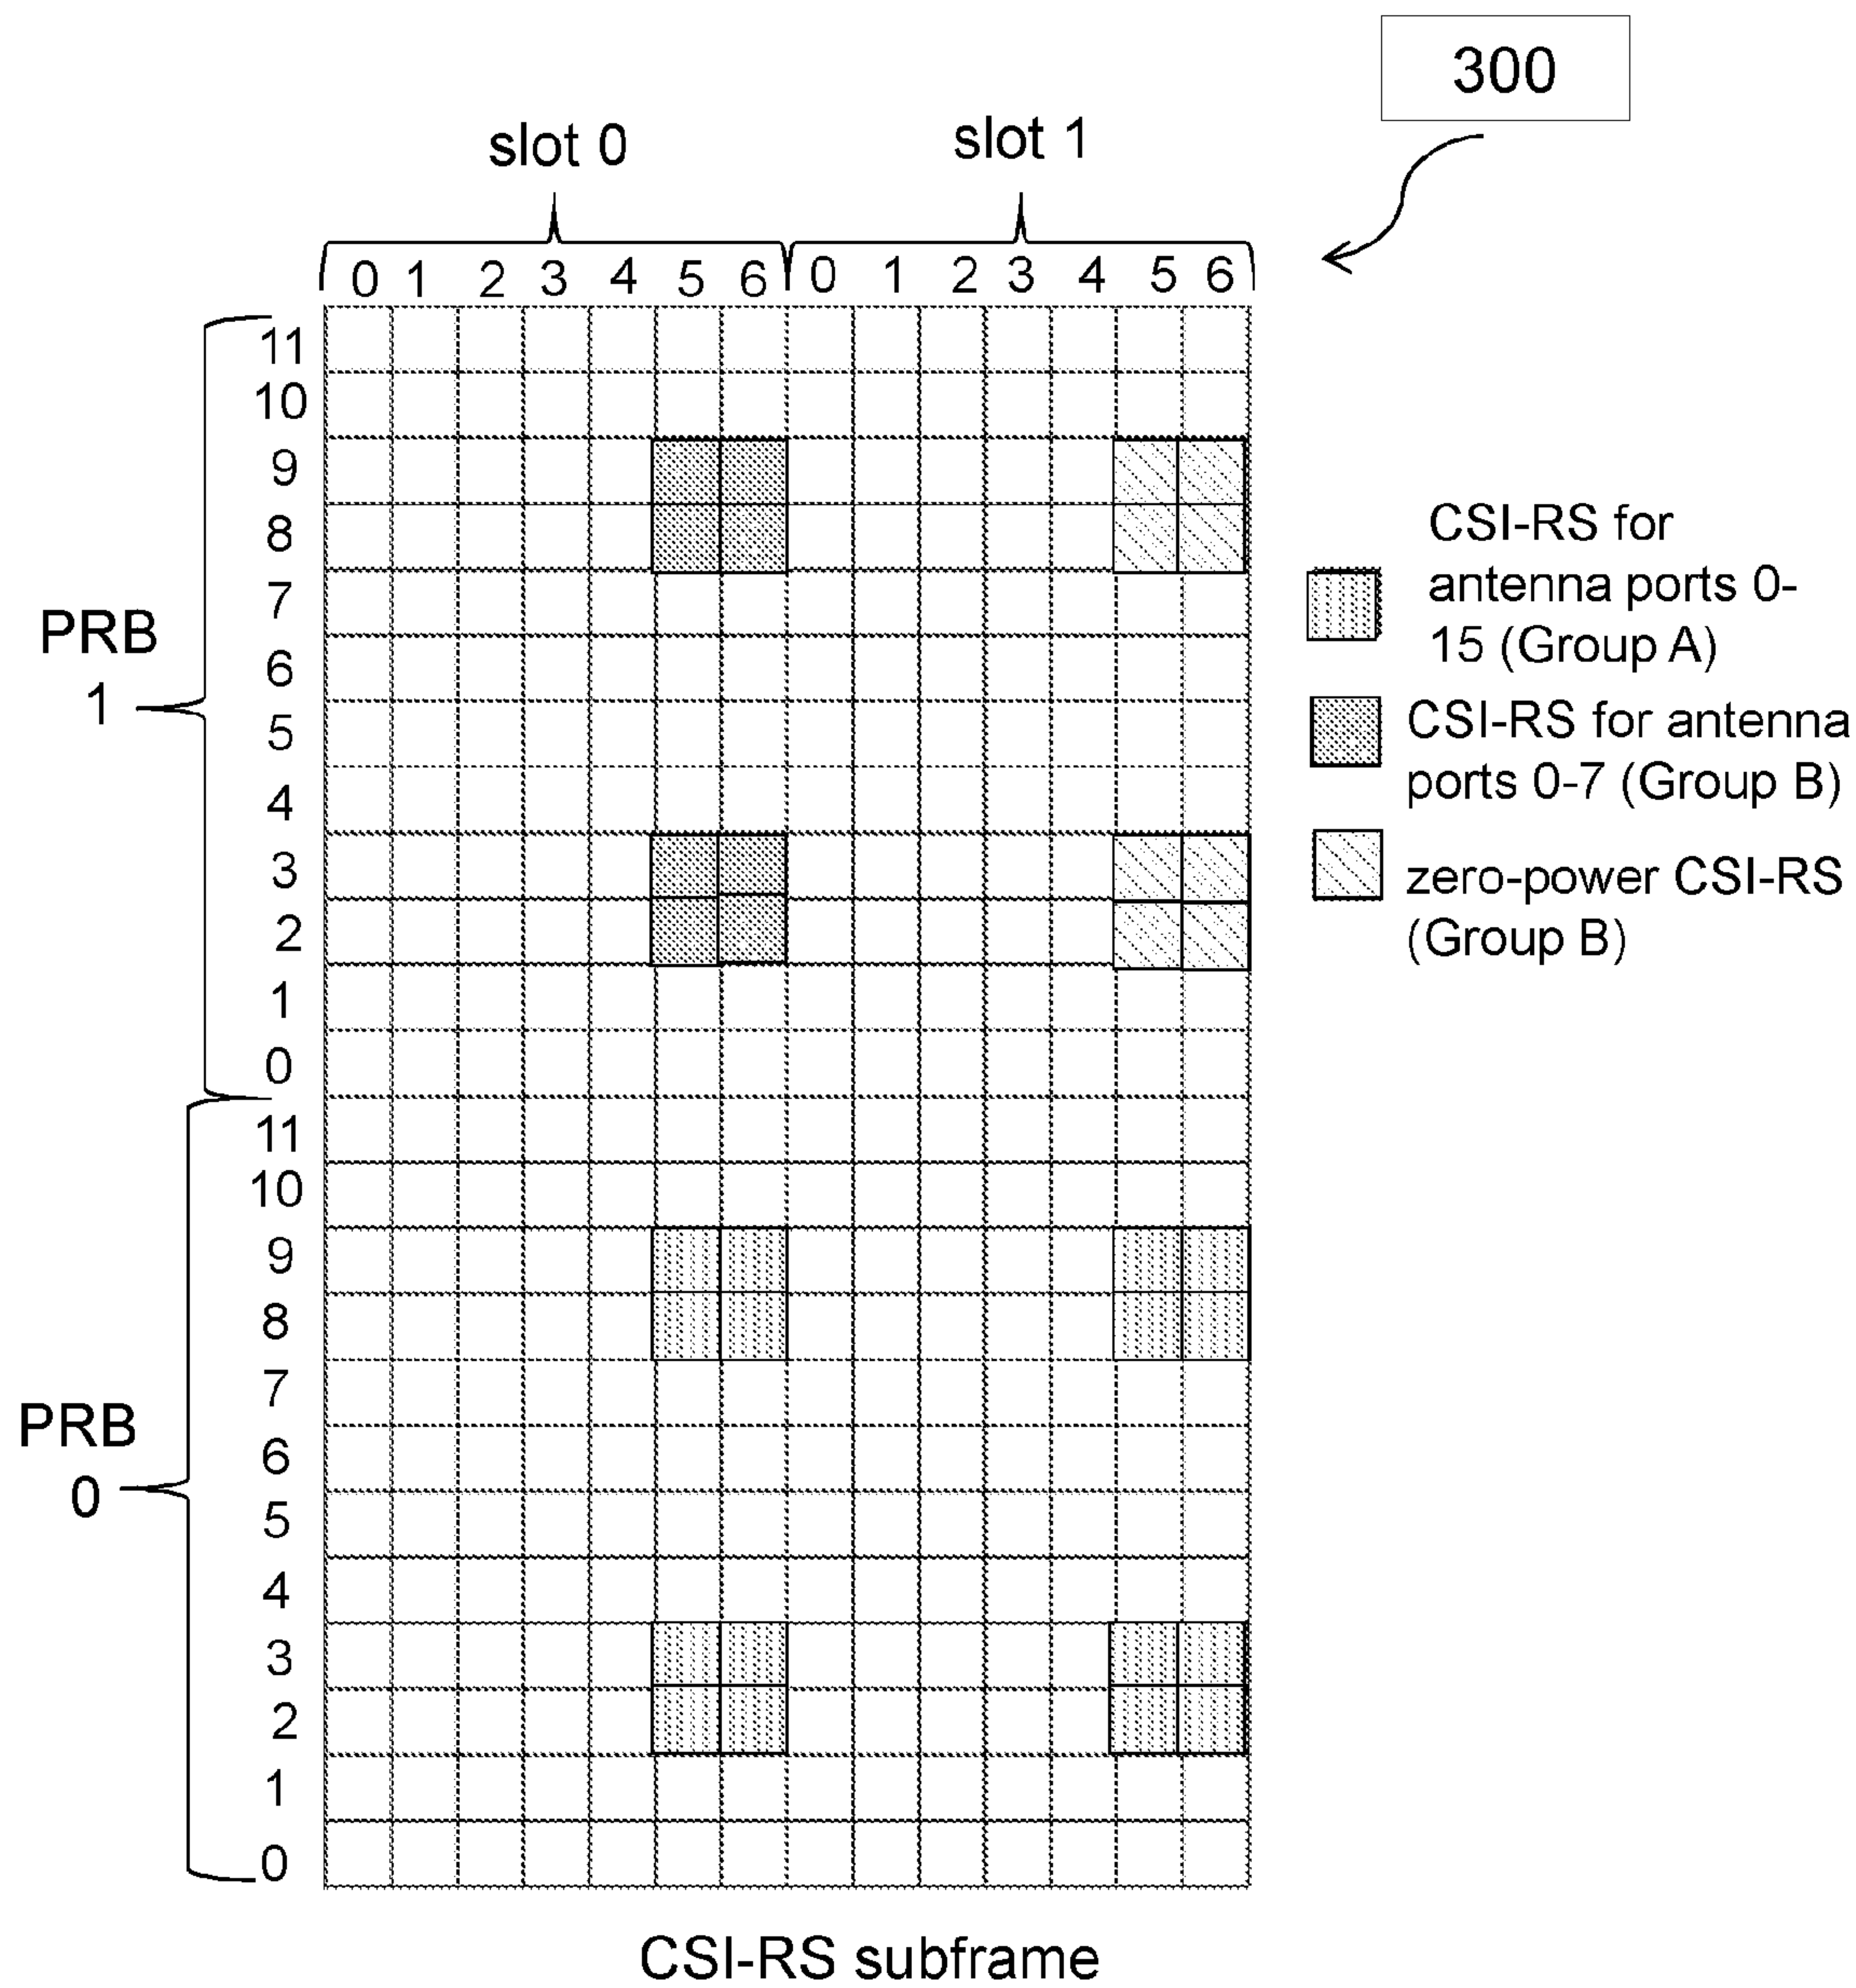 300
slot 0
slot 1
0 1 2 3 4 5 6 0 1 2 3 4 5 6
PRB
1
11
10
9
8
7
6
5
4
3
2
1
0
PRB
0
11
10
9
8
7
6
5
4
3
2
1
0
CSI-RS for
antenna ports 0-
15 (Group A)
CSI-RS for antenna
ports 0-7 (Group B)
zero-power CSI-RS
(Group B)
CSI-RS subframe